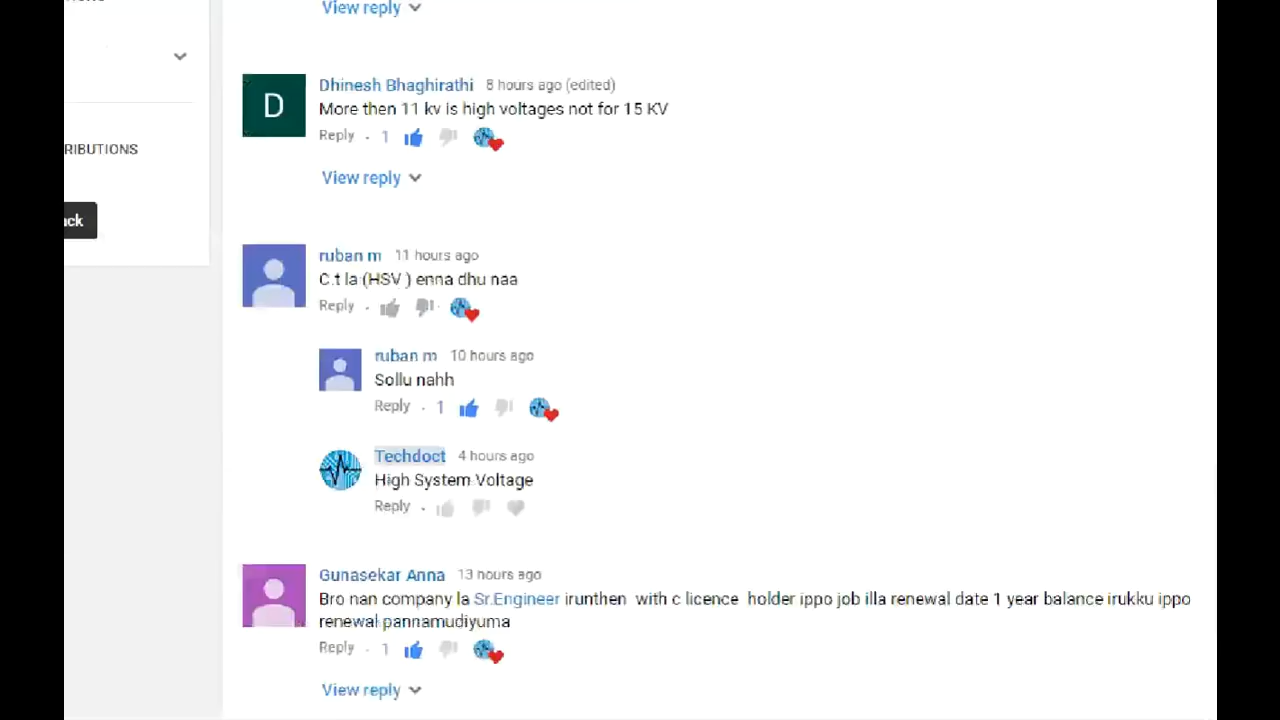 View reply
Dhinesh Bhaghirathi 8 hours ago (edited)
More then 11 kv is high voltages not for 15 KV
Reply · 1
View reply
RIBUTIONS
ack
ruban m 11 hours ago
C.t la (HSV ) enna dhu naa
Reply ·
ruban m 10 hours ago
Sollu nahh
Reply · 1
Techdoct 4 hours ago
High System Voltage
Reply ·
Gunasekar Anna 13 hours ago
Bro nan company la Sr.Engineer irunthen with c licence holder ippo job illa renewal date 1 year balance irukku ippo
renewal pannamudiyuma
Reply · 1
View reply
D